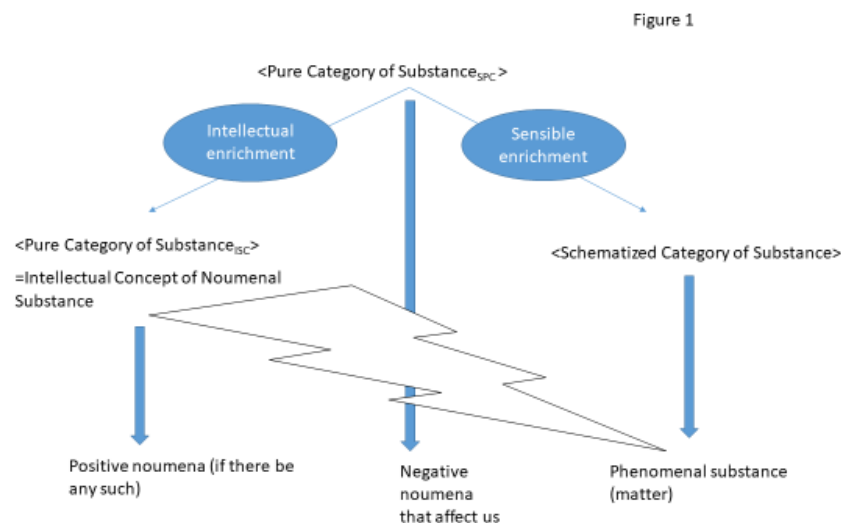 Figure 1
<Pure Category of SubstanceSPC >
Intellectual
enrichment
Sensible
enrichment
<Pure Category of SubstanceISC>
=Intellectual Concept of Noumenal
Substance
<Schematized Category of Substance>
Positive noumena (if there be
any such)
Negative
noumena
that affect us
Phenomenal substance
(matter)